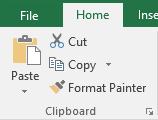 File Home Inse
Paste
Cut
Copy
Format Painter
Clipboard